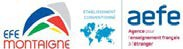 EFE
MONTAIGNE
ÉTABLISSEMENT
CONVENTIONNÉ
aefe
Agence pour
l'enseignement français
à l'étranger